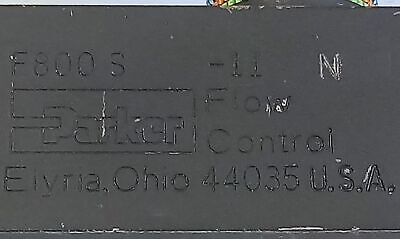 F800 S -11 N
Flow
Parker
Control
Elyria, Ohio 44035 U.S.A.